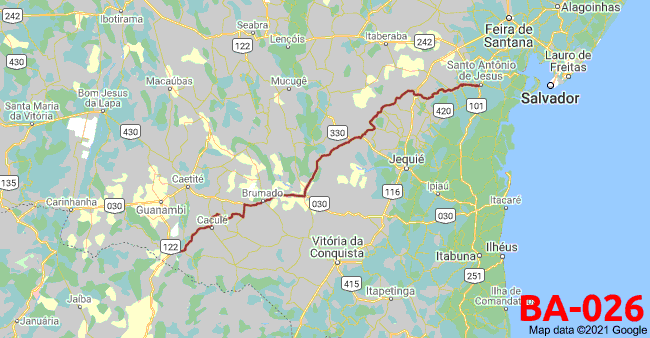 Ibotirama
Seabra
Lençóis
242
Itaberaba
242
Feira de
Santana
Alagoinhas
430
122
Santo Antônio
de Jesus
Lauro de
Freitas
Macaúbas
Mucugê
Salvador
Bom Jesus
da Lapa
Santa Maria
da Vitória
101
420
430
430
330
Jequié
135
Caetité
Brumado
116
Ipiaú
Itacaré
Carinhanha
030
Guanambi
030
030
Caculé
122
Vitória da
Conquista
Itabuna
Ilhéus
251
415
Itapetinga
Ilha de
Comandatuba
Jaíba
Januária
BA-026
Map data ©2021 Google